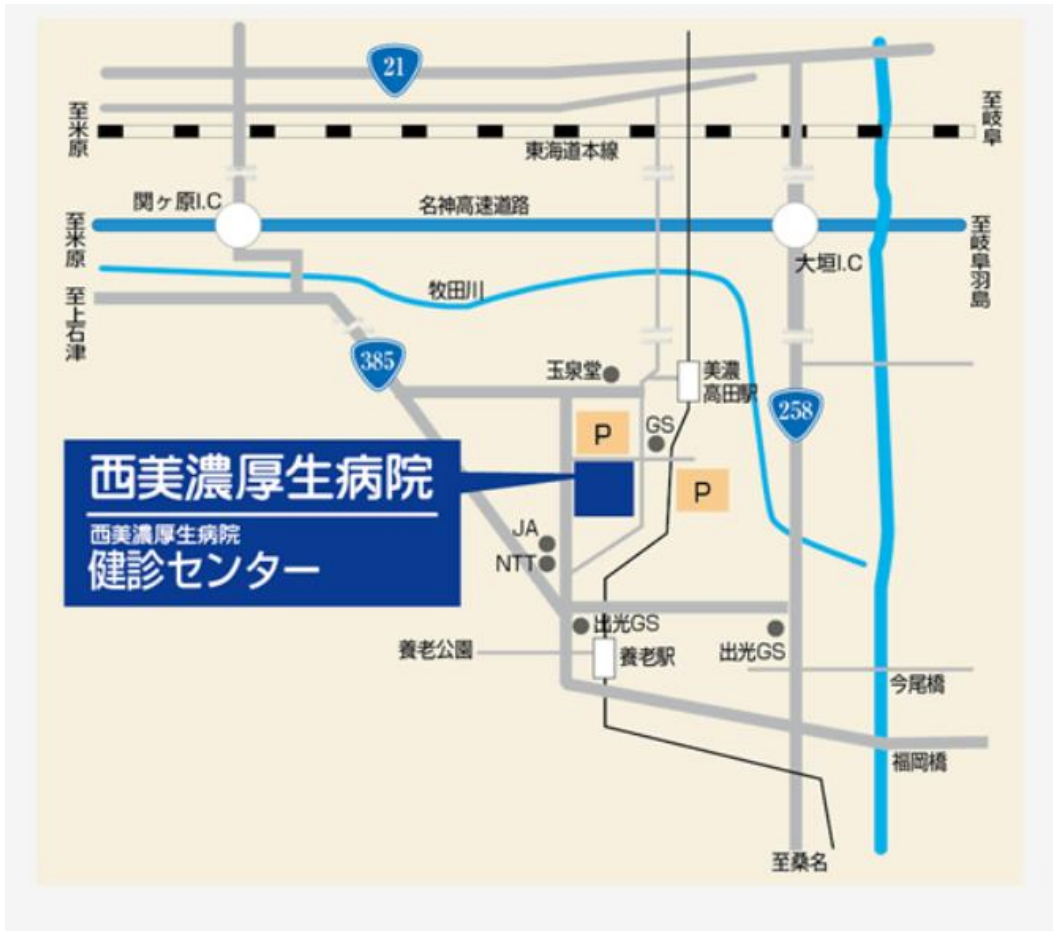 21
至米原
至岐阜
東海道本線
関ヶ原I.C
名神高速道路
至米原
至岐阜羽島
大垣I.C
牧田川
至上石津
385
玉泉堂
美濃
高田駅
258
P
GS
西美濃厚生病院
P
西美濃厚生病院
健診センター
JA
NTT
出光GS
養老公園
養老駅
出光GS
今尾橋
福岡橋
至桑名